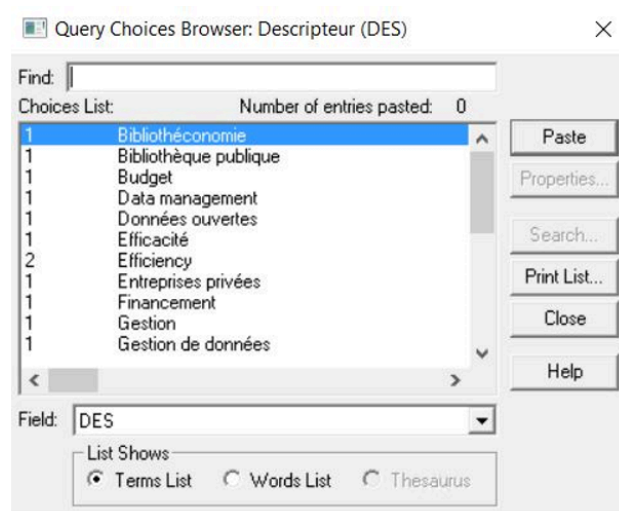 Query Choices Browser: Descripteur (DES)
Find:
Choices List: Number of entries pasted: 0
1 Bibliothéconomie
1 Bibliothèque publique
1 Budget
1 Data management
1 Données ouvertes
1 Efficacité
2 Efficiency
1 Entreprises privées
1 Financement
1 Gestion
1 Gestion de données
Paste
Properties...
Search...
Print List...
Close
Help
Field: DES
List Shows
Terms List Words List Thesaurus